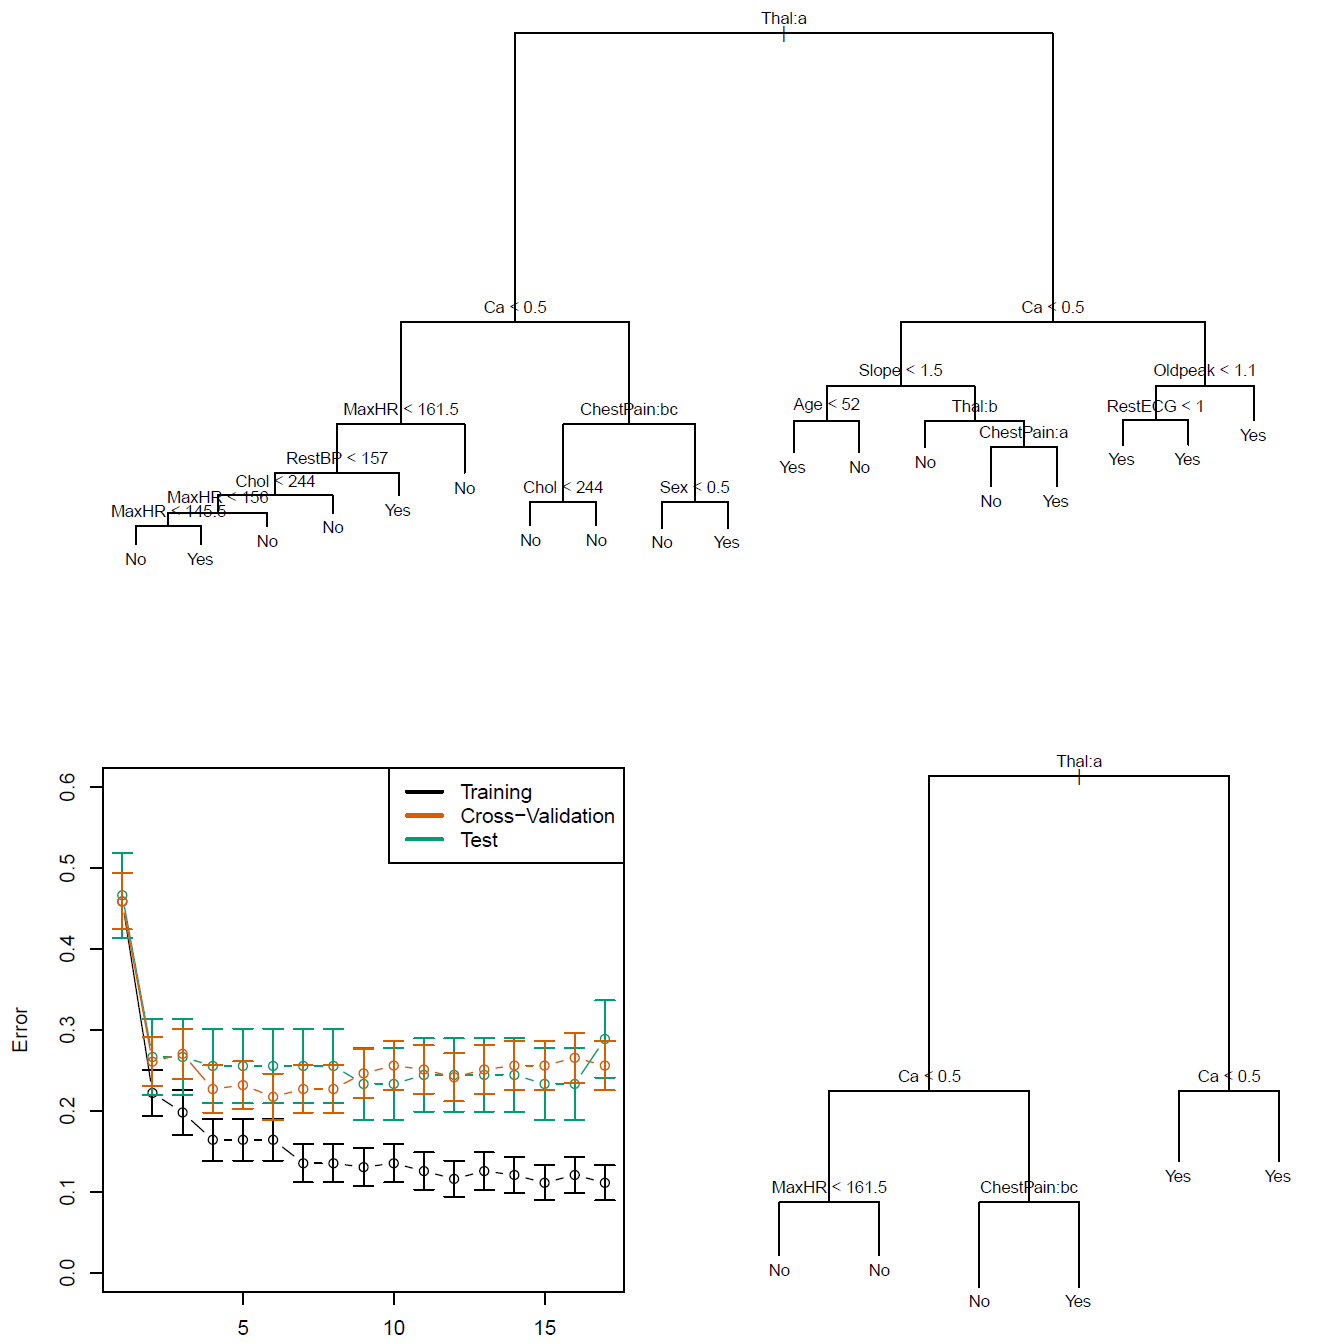 Thal:a
Ca < 0.5
Ca < 0.5
Slope < 1.5
Oldpeak < 1.1
MaxHR < 161.5
ChestPain:bc
Age < 52
Thal:b
RestECG < 1
ChestPain:a
Yes
No
No
Yes
Yes
Yes
No
Yes
RestBP < 157
Chol < 244
MaxHR < 156
MaxHR < 145.5
No
Yes
No
No
Yes
No
Chol < 244
Sex < 0.5
No
No
No
Yes
Error
0.6
0.5
0.4
0.3
0.2
0.1
0.0
5
10
15
Training
Cross−Validation
Test
Thal:a
Ca < 0.5
Ca < 0.5
MaxHR < 161.5
ChestPain:bc
Yes
Yes
No
No
No
Yes